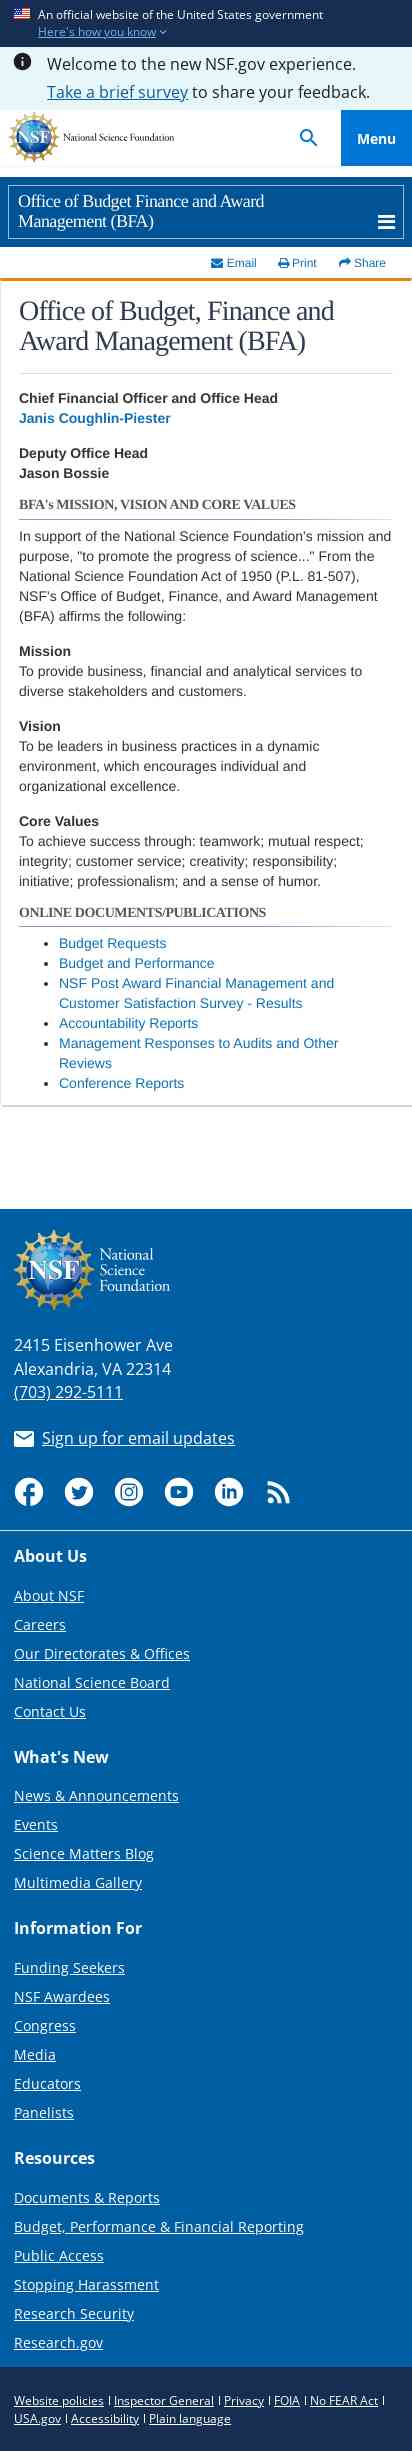 An official website of the United States government
Here's how you know
Welcome to the new NSF.gov experience.
Take a brief survey to share your feedback.
NSF National Science Foundation
Menu
Office of Budget Finance and Award
Management (BFA)
Email Print Share
Office of Budget, Finance and
Award Management (BFA)
Chief Financial Officer and Office Head
Janis Coughlin-Piester
Deputy Office Head
Jason Bossie
BFA's MISSION, VISION AND CORE VALUES
In support of the National Science Foundation's mission and
purpose, "to promote the progress of science..." From the
National Science Foundation Act of 1950 (P.L. 81-507),
NSF's Office of Budget, Finance, and Award Management
(BFA) affirms the following:
Mission
To provide business, financial and analytical services to
diverse stakeholders and customers.
Vision
To be leaders in business practices in a dynamic
environment, which encourages individual and
organizational excellence.
Core Values
To achieve success through: teamwork; mutual respect;
integrity; customer service; creativity; responsibility;
initiative; professionalism; and a sense of humor.
ONLINE DOCUMENTS/PUBLICATIONS
• Budget Requests
• Budget and Performance
• NSF Post Award Financial Management and
Customer Satisfaction Survey - Results
• Accountability Reports
• Management Responses to Audits and Other
Reviews
• Conference Reports
NSF
National
Science
Foundation
2415 Eisenhower Ave
Alexandria, VA 22314
(703) 292-5111
Sign up for email updates
About Us
About NSF
Careers
Our Directorates & Offices
National Science Board
Contact Us
What's New
News & Announcements
Events
Science Matters Blog
Multimedia Gallery
Information For
Funding Seekers
NSF Awardees
Congress
Media
Educators
Panelists
Resources
Documents & Reports
Budget, Performance & Financial Reporting
Public Access
Stopping Harassment
Research Security
Research.gov
Website policies | Inspector General | Privacy | FOIA | No FEAR Act |
USA.gov | Accessibility | Plain language